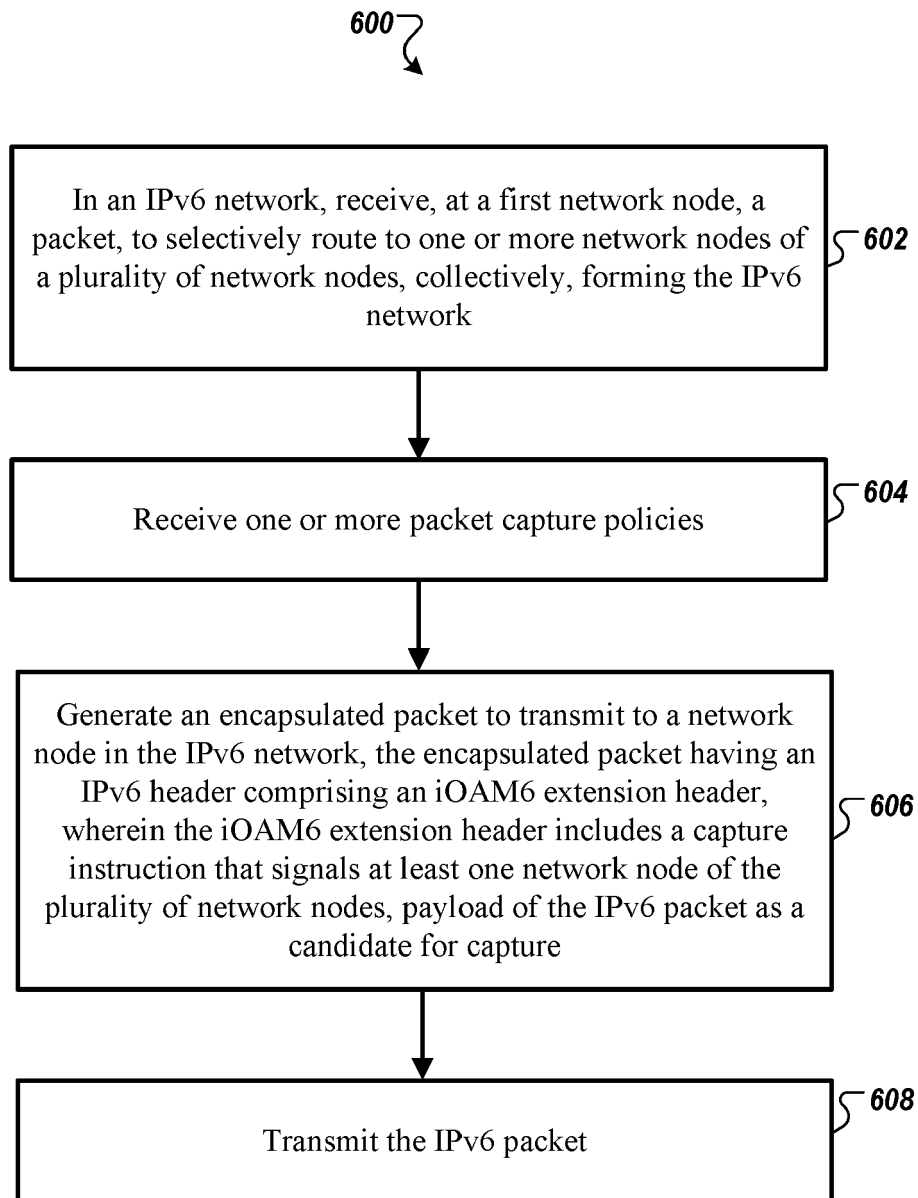 600
In an IPv6 network, receive, at a first network node, a
packet, to selectively route to one or more network nodes of
a plurality of network nodes, collectively, forming the IPv6
network
602
Receive one or more packet capture policies
604
Generate an encapsulated packet to transmit to a network
node in the IPv6 network, the encapsulated packet having an
IPv6 header comprising an iOAM6 extension header,
wherein the iOAM6 extension header includes a capture
instruction that signals at least one network node of the
plurality of network nodes, payload of the IPv6 packet as a
candidate for capture
606
Transmit the IPv6 packet
608